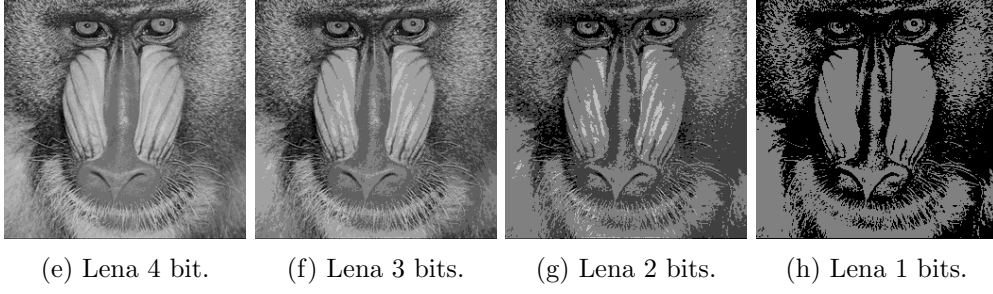 (e) Lena 4 bit. (f) Lena 3 bits. (g) Lena 2 bits. (h) Lena 1 bits.